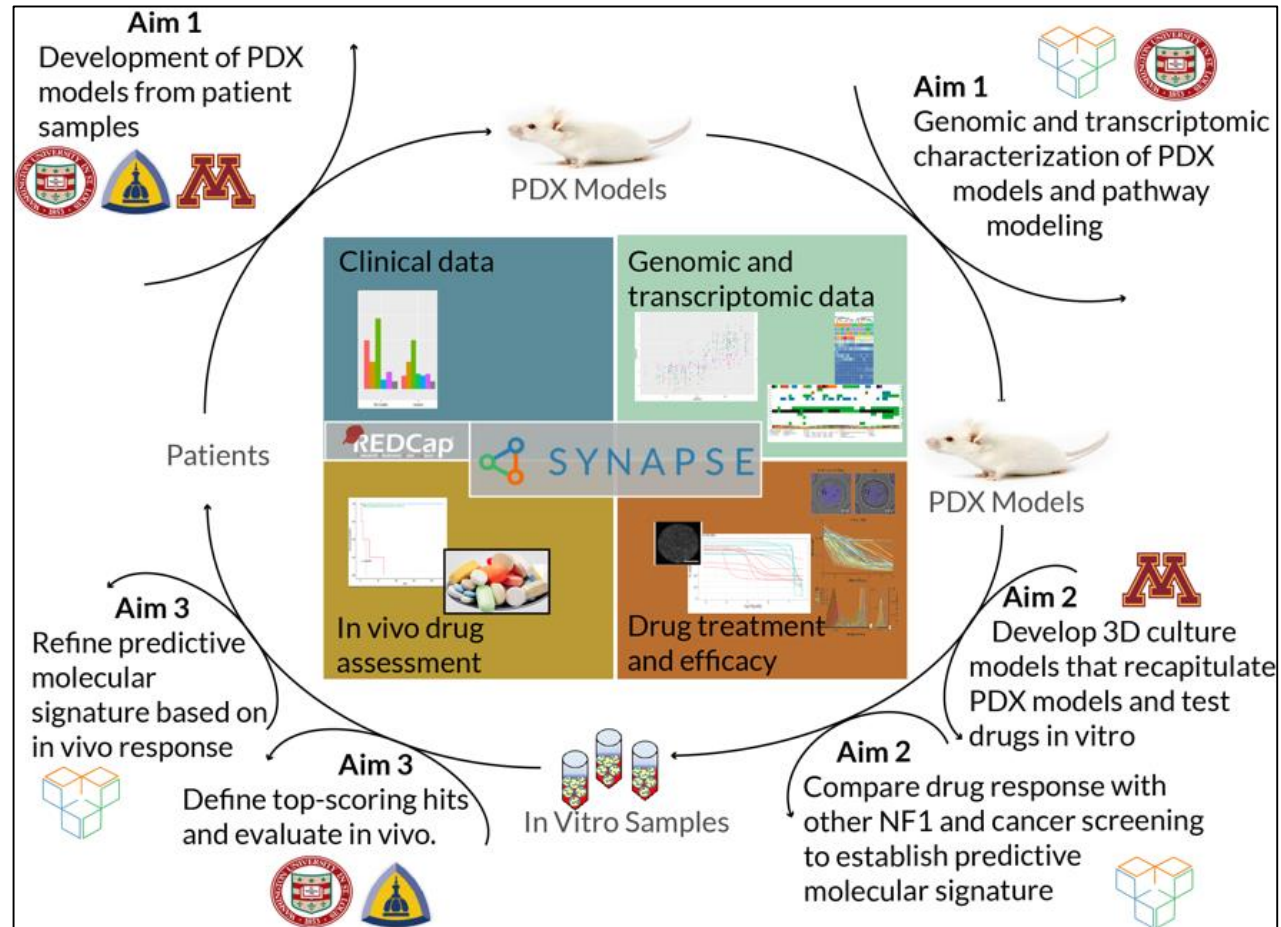 Aim 1
Development of PDX
models from patient
samples
Aim 1
Genomic and transcriptomic
characterization of PDX
models and pathway
modeling
PDX Models
Clinical data
Genomic and
transcriptomic data
REDCap
SYNAPSE
Patients
PDX Models
In vivo drug
assessment
Drug treatment
and efficacy
Aim 2
Develop 3D culture
models that recapitulate
PDX models and test
drugs in vitro
Aim 2
Compare drug response with
other NF1 and cancer screening
to establish predictive
molecular signature
In Vitro Samples
Aim 3
Define top-scoring hits
and evaluate in vivo.
Aim 3
Refine predictive
molecular
signature based on
in vivo response